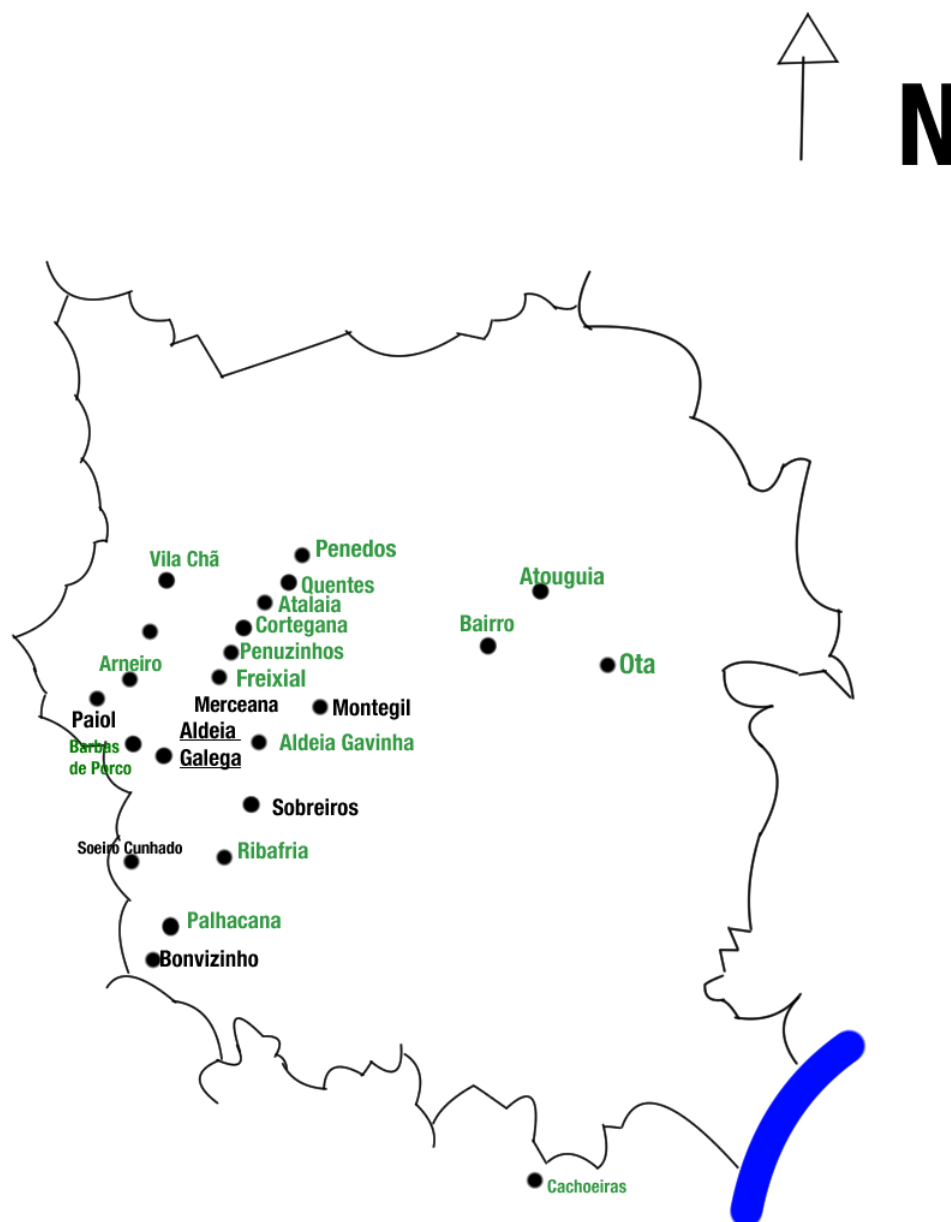 N
Penedos
Vila Chã
Atouguia
Quentes
Atalaia
Cortegana
Bairro
Penuzinhos
Arneiro
Ota
Freixial
Merceana
Montegil
Paiol
Aldeia
Galega
Aldeia Gavinha
Barbas
de Porco
Sobreiros
Soeiro Cunhado
Ribafria
Palhacana
Bonvizinho
Cachoeiras